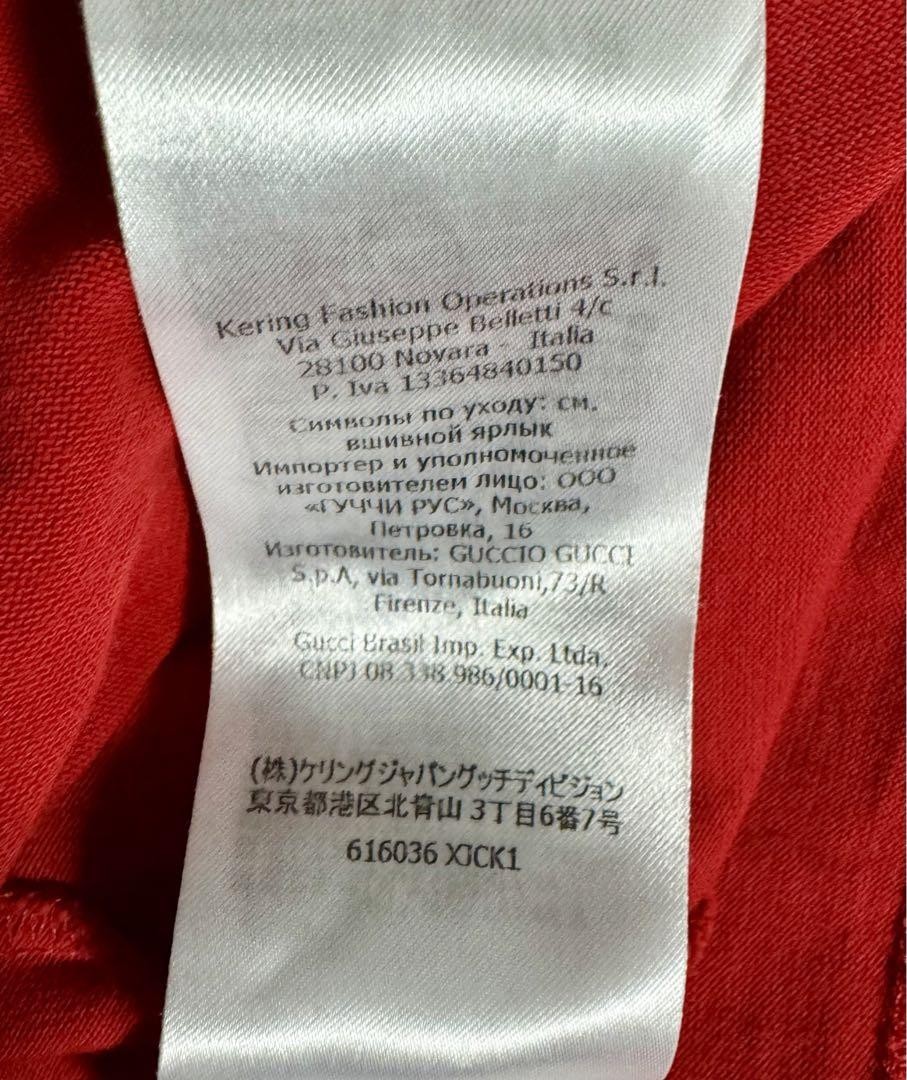 Kering Fashion Operations S.r.l.
Via Giuseppe Belletti 4/c
28100 Novara - Italia
P. Iva 13364840150
Символы по уходу: см.
вшивной ярлык
Импортер и уполномоченное
изготовителем лицо: ООО
«ГУЧЧИ РУС», Москва,
Петровка, 16
Изготовитель: GUCCIO GUCCI
S.p.A, via Tornabuoni,73/R
Firenze, Italia
Gucci Brasil Imp. Exp. Ltda,
CNPJ 08.338.986/0001-16
(株)ケリングジャパングッチディビジョン
東京都港区北青山3丁目6番7号
616036 XJCK1